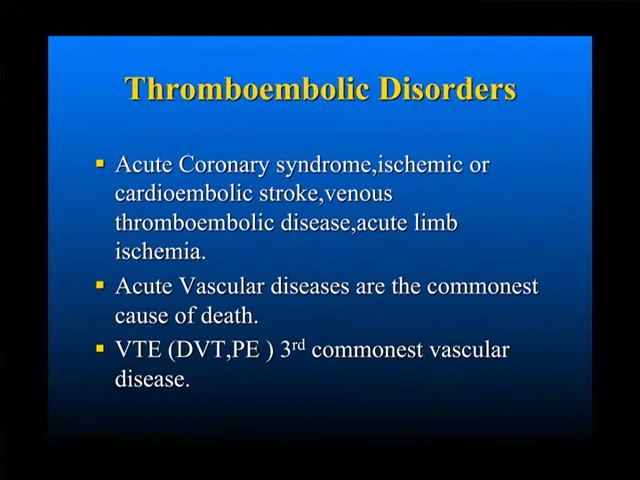 Thromboembolic Disorders
Acute Coronary syndrome,ischemic or
cardioembolic stroke,venous
thromboembolic disease,acute limb
ischemia.
Acute Vascular diseases are the commonest
cause of death.
VTE (DVT,PE ) 3rd commonest vascular
disease.